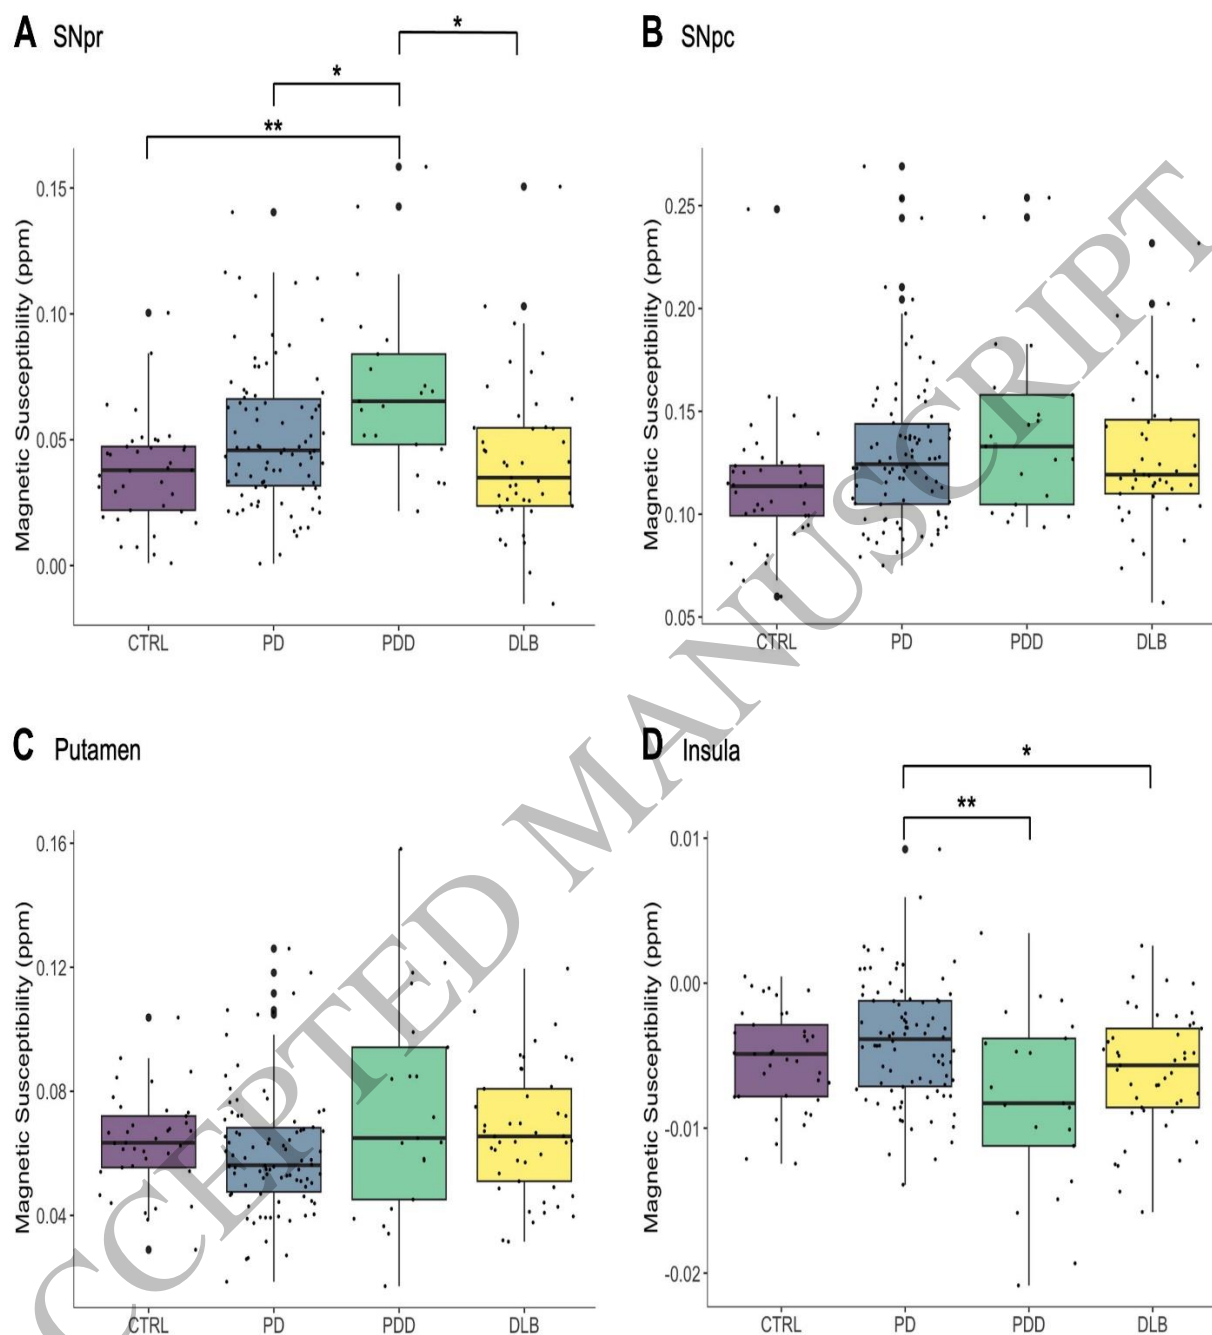 A SNpr
*
*
**
Magnetic Susceptibility (ppm)
0.15
0.10
0.05
0.00
CTRL PD PDD DLB
B SNpc
Magnetic Susceptibility (ppm)
0.25
0.20
0.15
0.10
0.05
CTRL PD PDD DLB
C Putamen
Magnetic Susceptibility (ppm)
0.16
0.12
0.08
0.04
CTRL PD PDD DLB
D Insula
*
**
Magnetic Susceptibility (ppm)
0.01
0.00
-0.01
-0.02
CTRL PD PDD DLB
CCEPTED MANUSCRIPT